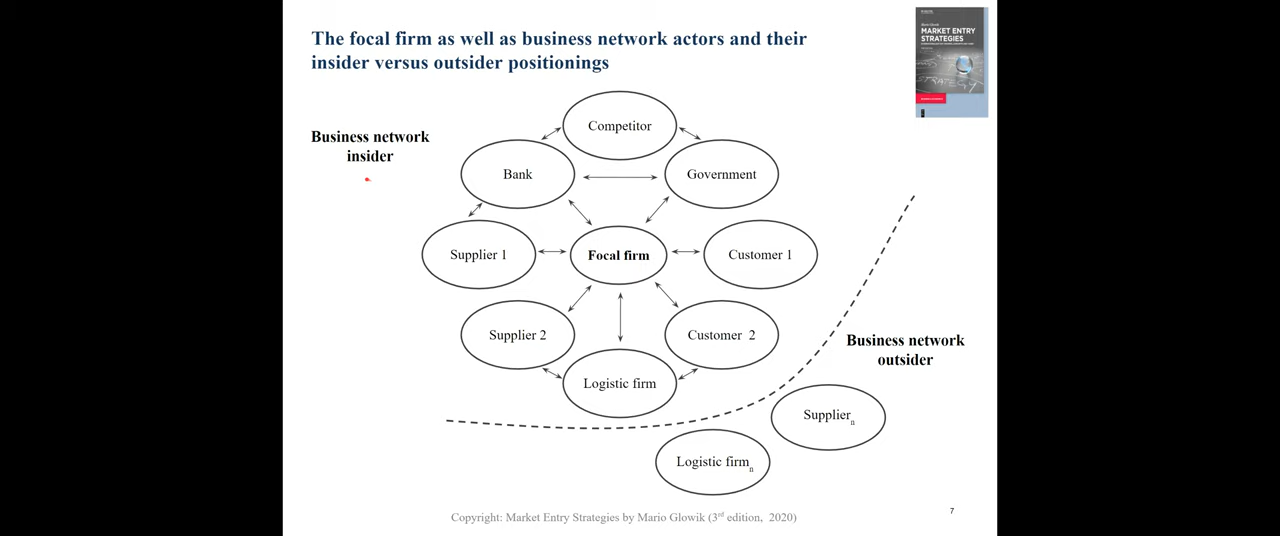 The focal firm as well as business network actors and their
insider versus outsider positionings
MARKET ENTRY
STRATEGIES
STRATEGY
Business network
insider
Competitor
Bank
Government
Supplier 1
Focal firm
Customer 1
Supplier 2
Customer 2
Logistic firm
Business network
outsider
Supplier n
Logistic firm n
Copyright: Market Entry Strategies by Mario Glowik (3rd edition, 2020)
7